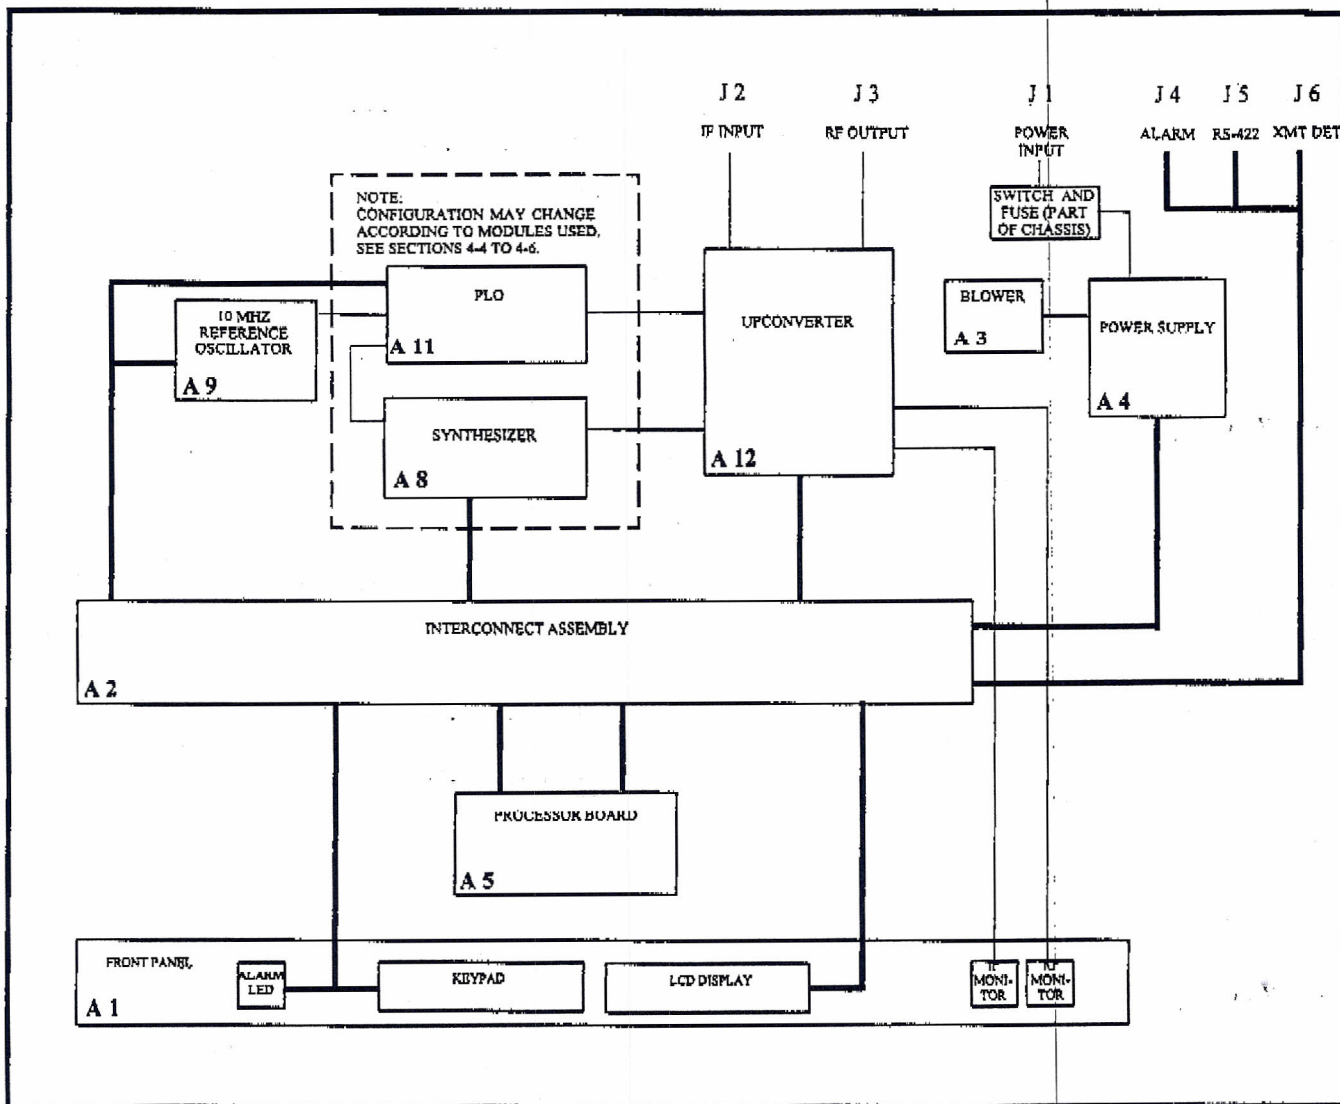 J 2
J 3
J 1
J 4
J 5
J 6
IF INPUT
RF OUTPUT
POWER
INPUT
ALARM
RS-422
XMT DET
SWITCH AND
FUSE (PART
OF CHASSIS)
NOTE:
CONFIGURATION MAY CHANGE
ACCORDING TO MODULES USED,
SEE SECTIONS 4-4 TO 4-6.
PLO
A 11
10 MHZ
REFERENCE
OSCILLATOR
A 9
UPCONVERTER
A 12
BLOWER
A 3
POWER SUPPLY
A 4
SYNTHESIZER
A 8
INTERCONNECT ASSEMBLY
A 2
PROCESSOR BOARD
A 5
FRONT PANEL
A 1
ALARM
LED
KEYPAD
LCD DISPLAY
IF
MONI-
TOR
RF
MONI-
TOR